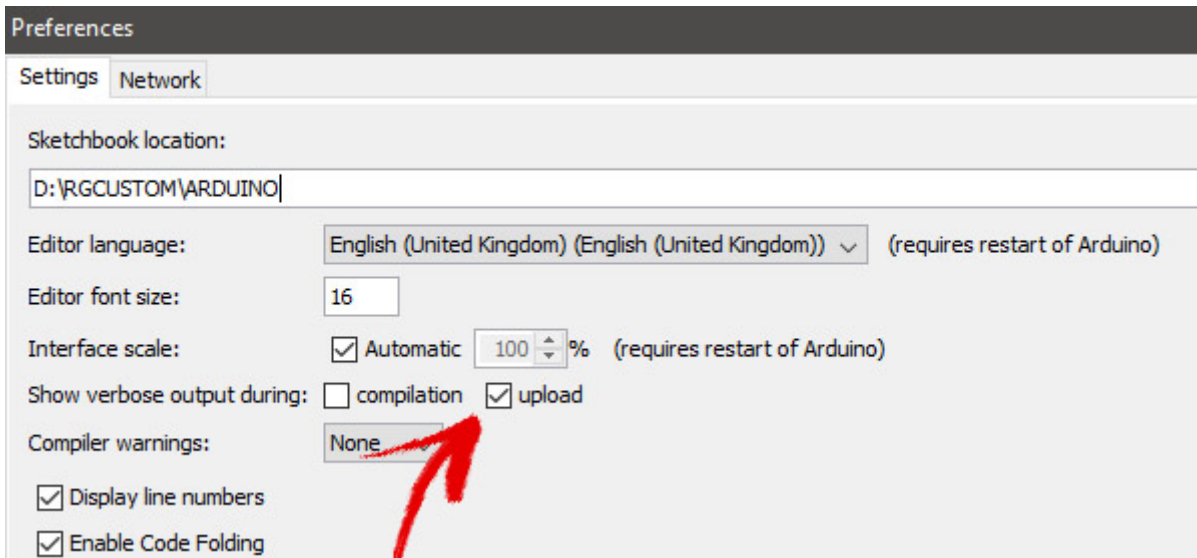 Preferences
Settings Network
Sketchbook location:
D:\RGCUSTOM\ARDUINO
Editor language: English (United Kingdom) (English (United Kingdom)) (requires restart of Arduino)
Editor font size: 16
Interface scale: Automatic 100 % (requires restart of Arduino)
Show verbose output during: compilation upload
Compiler warnings: None
Display line numbers
Enable Code Folding